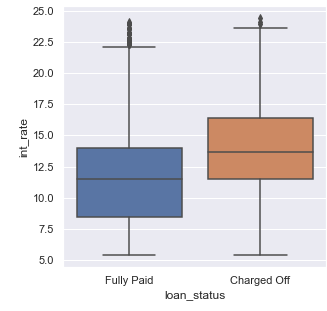 25.0
22.5
20.0
17.5
15.0
12.5
10.0
7.5
5.0
int_rate
Fully Paid
Charged Off
loan_status